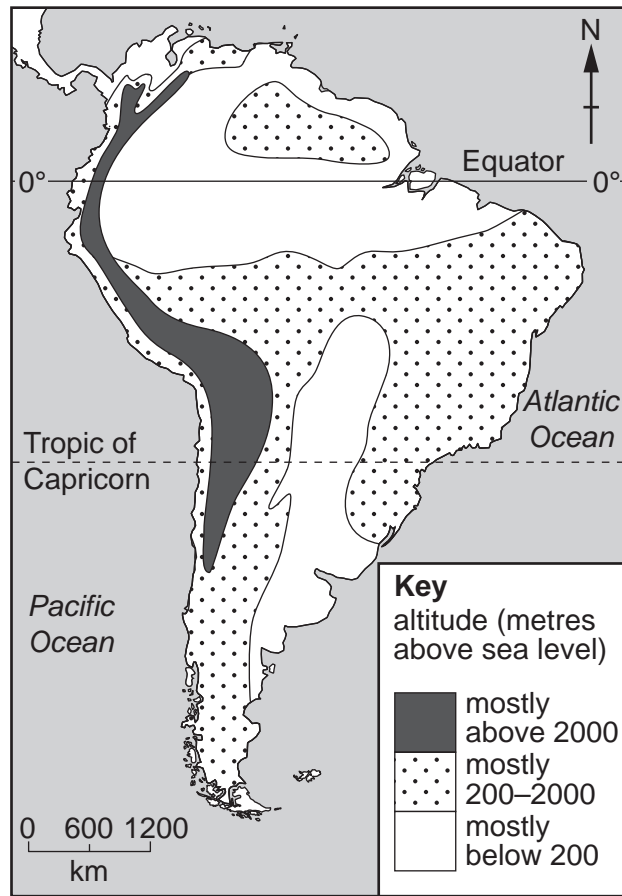 N
Equator
0°
0°
Atlantic
Ocean
Tropic of
Capricorn
Pacific
Ocean
Key
altitude (metres
above sea level)
mostly
above 2000
mostly
200–2000
mostly
below 200
0 600 1200
km